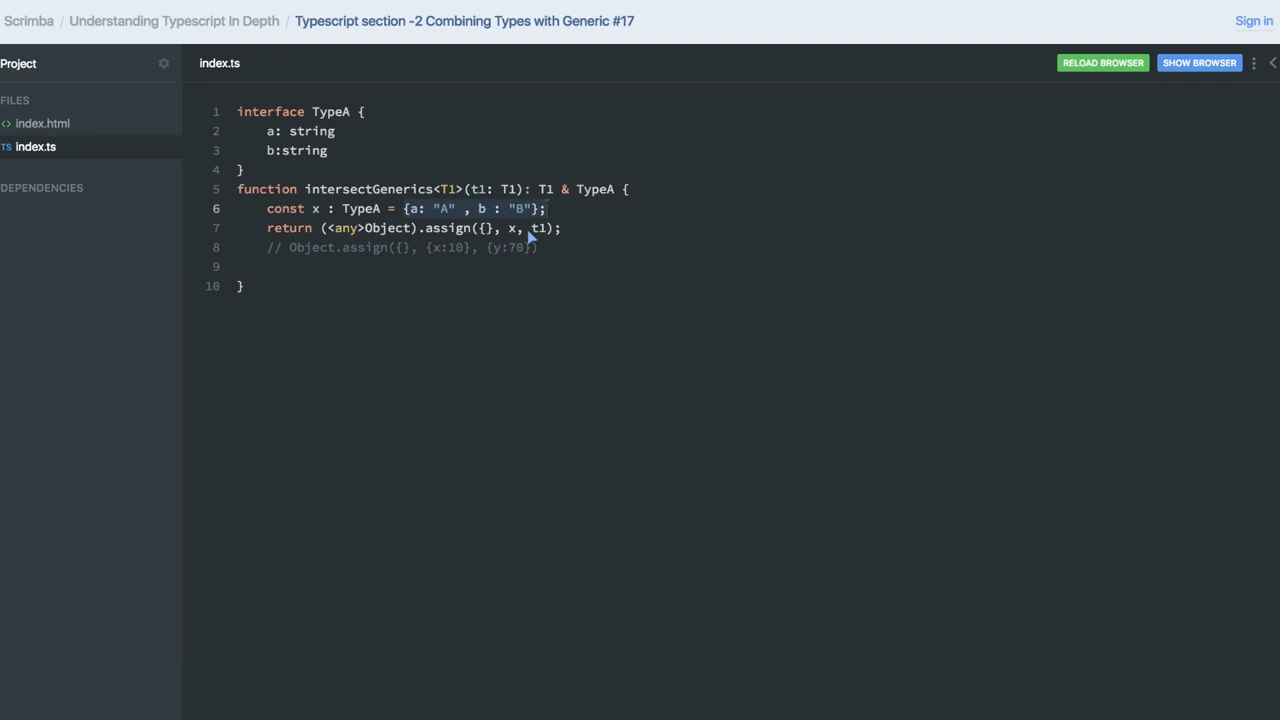 Scrimba / Understanding Typescript In Depth / Typescript section -2 Combining Types with Generic #17
Sign in
Project
index.ts
RELOAD BROWSER
SHOW BROWSER
FILES
<> index.html
TS index.ts
DEPENDENCIES
1 interface TypeA {
2 a: string
3 b:string
4 }
5 function intersectGenerics<T1>(t1: T1): T1 & TypeA {
6 const x : TypeA = {a: "A" , b : "B"};
7 return (<any>Object).assign({}, x, t1);
8 // Object.assign({}, {x:10}, {y:70})
9
10 }